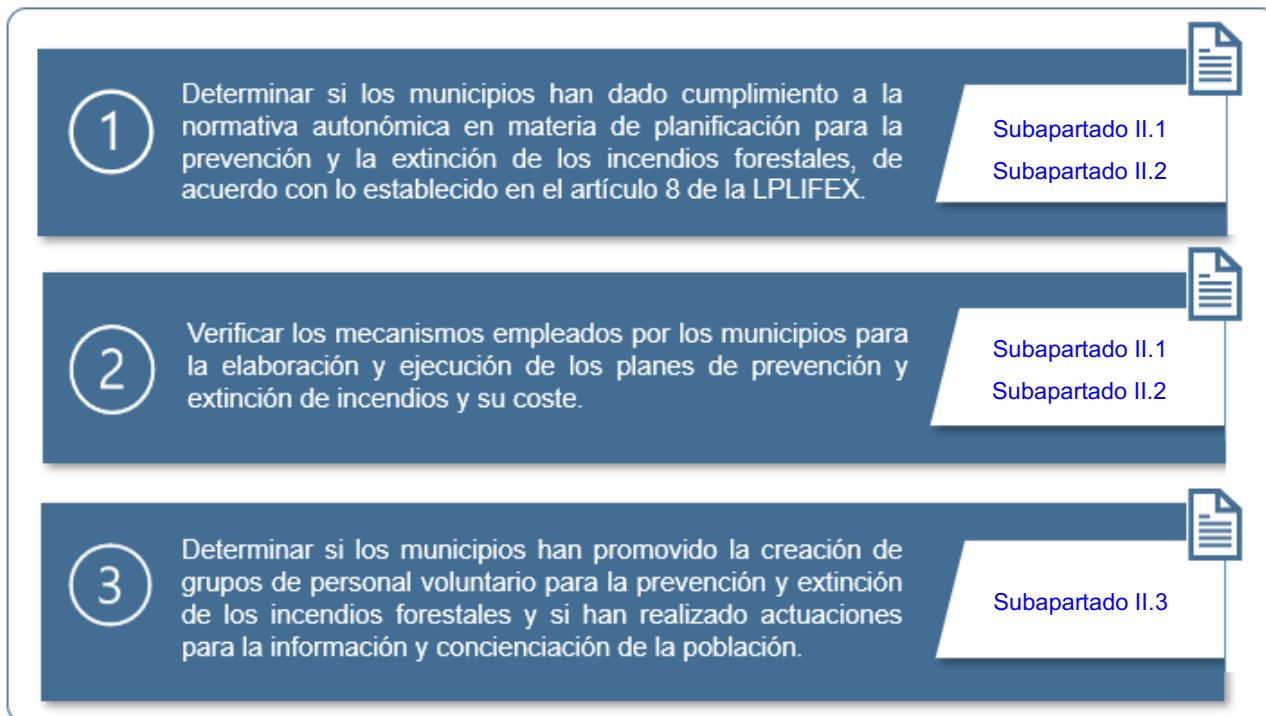 1
Determinar si los municipios han dado cumplimiento a la
normativa autonómica en materia de planificación para la
prevención y la extinción de los incendios forestales, de
acuerdo con lo establecido en el artículo 8 de la LPLIFEX.
Subapartado II.1
Subapartado II.2
2
Verificar los mecanismos empleados por los municipios para
la elaboración y ejecución de los planes de prevención y
extinción de incendios y su coste.
Subapartado II.1
Subapartado II.2
3
Determinar si los municipios han promovido la creación de
grupos de personal voluntario para la prevención y extinción
de los incendios forestales y si han realizado actuaciones
para la información y concienciación de la población.
Subapartado II.3